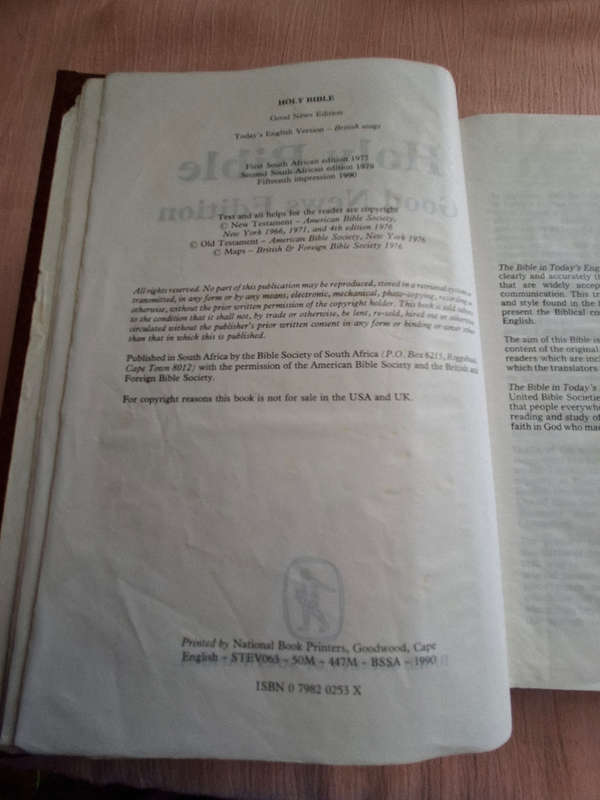 HOLY BIBLE
Good News Edition
Today's English Version – British usage
First South African edition 1977
Second South African edition 1978
Fifteenth impression 1990
Text and all helps for the reader are copyright
© New Testament – American Bible Society,
New York 1966, 1971, and 4th edition 1976
© Old Testament – American Bible Society, New York 1976
© Maps – British & Foreign Bible Society 1976
All rights reserved. No part of this publication may be reproduced, stored in a retrieval system or
transmitted, in any form or by any means, electronic, mechanical, photo-copying, recording or
otherwise, without the prior written permission of the copyright holder. This book is sold subject
to the condition that it shall not, by trade or otherwise, be lent, re-sold, hired out or otherwise
circulated without the publisher's prior written consent in any form or binding or cover other
than that in which this is published.
Published in South Africa by the Bible Society of South Africa (P.O. Box 6215, Roggebaai,
Cape Town 8012) with the permission of the American Bible Society and the British and
Foreign Bible Society.
For copyright reasons this book is not for sale in the USA and UK.
Printed by National Book Printers, Goodwood, Cape
English – STEV063 – 50M – 447M – BSSA – 1990
ISBN 0 7982 0253 X
The Bible in Today's Eng
clearly and accurately
that are widely accep
communication. This tr
and style found in the
present the Biblical co
English.
The aim of this Bible is
content of the original
readers which are incl
which the translators
The Bible in Today's
United Bible Societie
that people everywhe
reading and study of
faith in God who ma